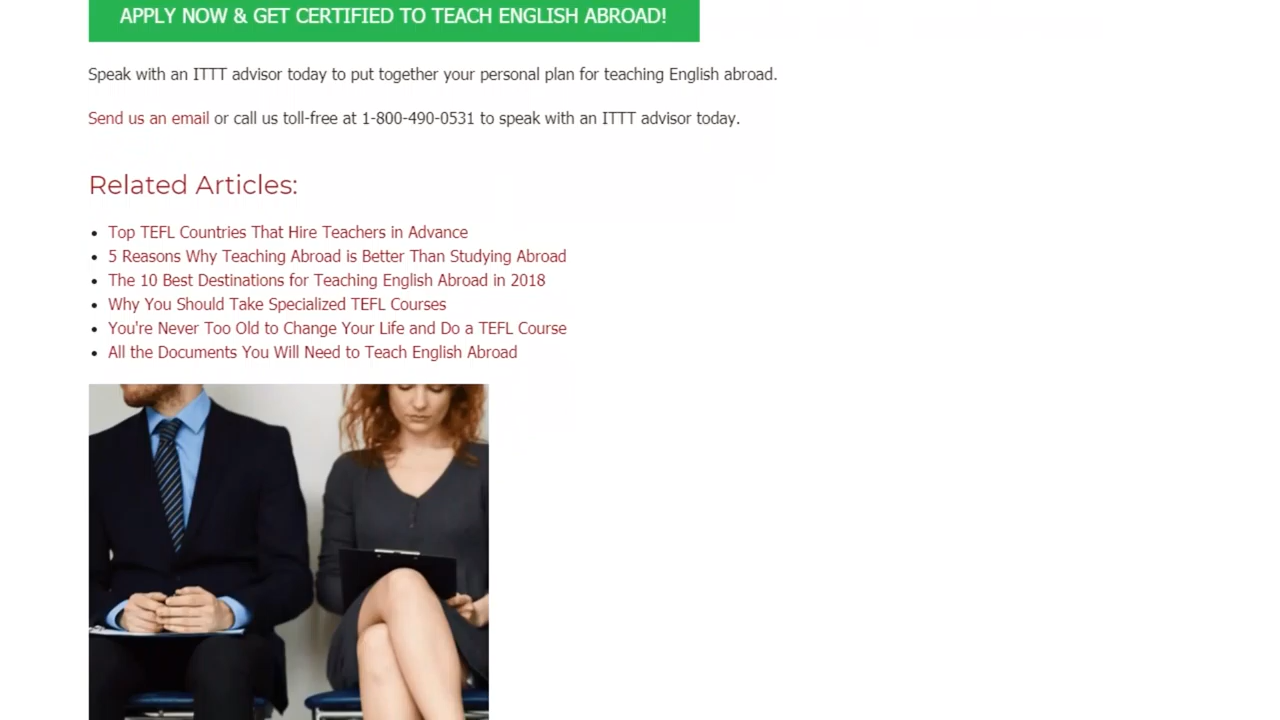 APPLY NOW & GET CERTIFIED TO TEACH ENGLISH ABROAD!
Speak with an ITTT advisor today to put together your personal plan for teaching English abroad.
Send us an email or call us toll-free at 1-800-490-0531 to speak with an ITTT advisor today.
Related Articles:
Top TEFL Countries That Hire Teachers in Advance
5 Reasons Why Teaching Abroad is Better Than Studying Abroad
The 10 Best Destinations for Teaching English Abroad in 2018
Why You Should Take Specialized TEFL Courses
You're Never Too Old to Change Your Life and Do a TEFL Course
All the Documents You Will Need to Teach English Abroad